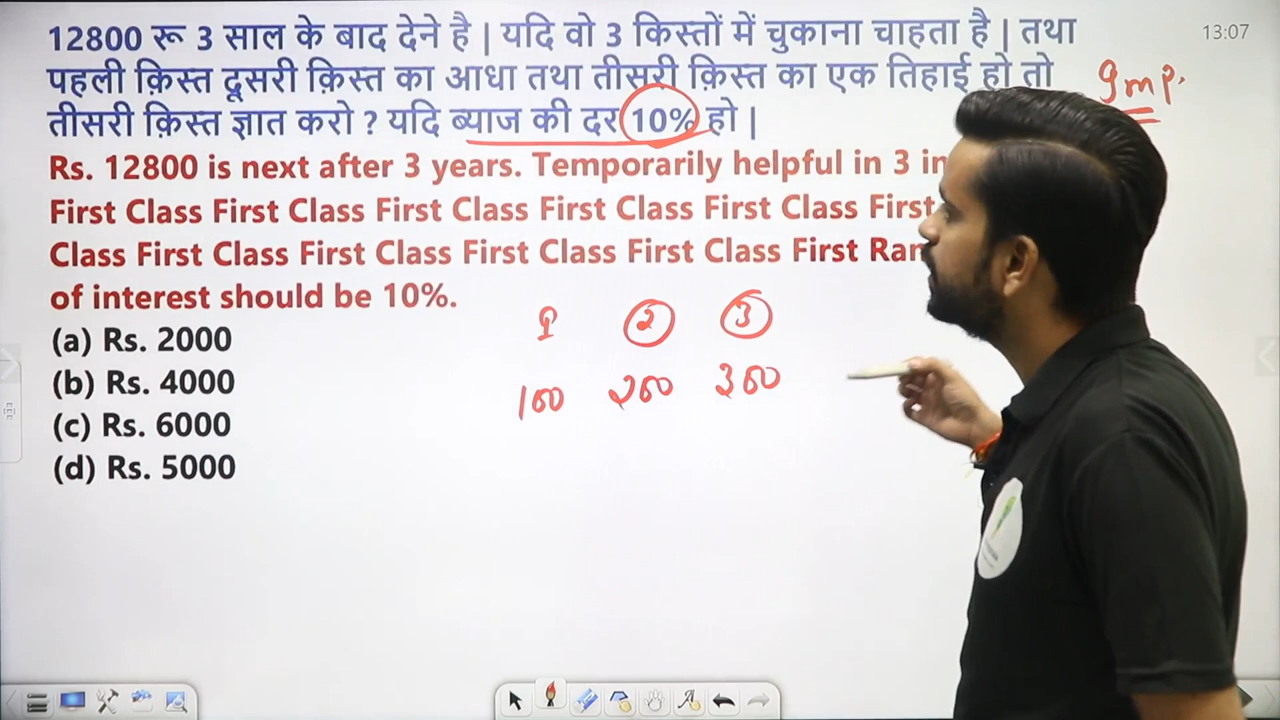 12800 रू 3 साल के बाद देने है | यदि वो 3 किस्तों में चुकाना चाहता है | तथा
13:07
पहली क़िस्त दूसरी क़िस्त का आधा तथा तीसरी क़िस्त का एक तिहाई हो तो
Imp.
तीसरी क़िस्त ज्ञात करो ? यदि ब्याज की दर 10% हो |
Rs. 12800 is next after 3 years. Temporarily helpful in 3 in
First Class First Class First Class First Class First Class First
Class First Class First Class First Class First Class First Ran
of interest should be 10%.
(a) Rs. 2000
(b) Rs. 4000
(c) Rs. 6000
(d) Rs. 5000
1 2 3
100 200 300